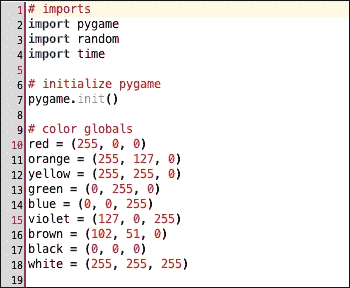 1 # imports
2 import pygame
3 import random
4 import time
5
6 # initialize pygame
7 pygame.init()
8
9 # color globals
10 red = (255, 0, 0)
11 orange = (255, 127, 0)
12 yellow = (255, 255, 0)
13 green = (0, 255, 0)
14 blue = (0, 0, 255)
15 violet = (127, 0, 255)
16 brown = (102, 51, 0)
17 black = (0, 0, 0)
18 white = (255, 255, 255)
19